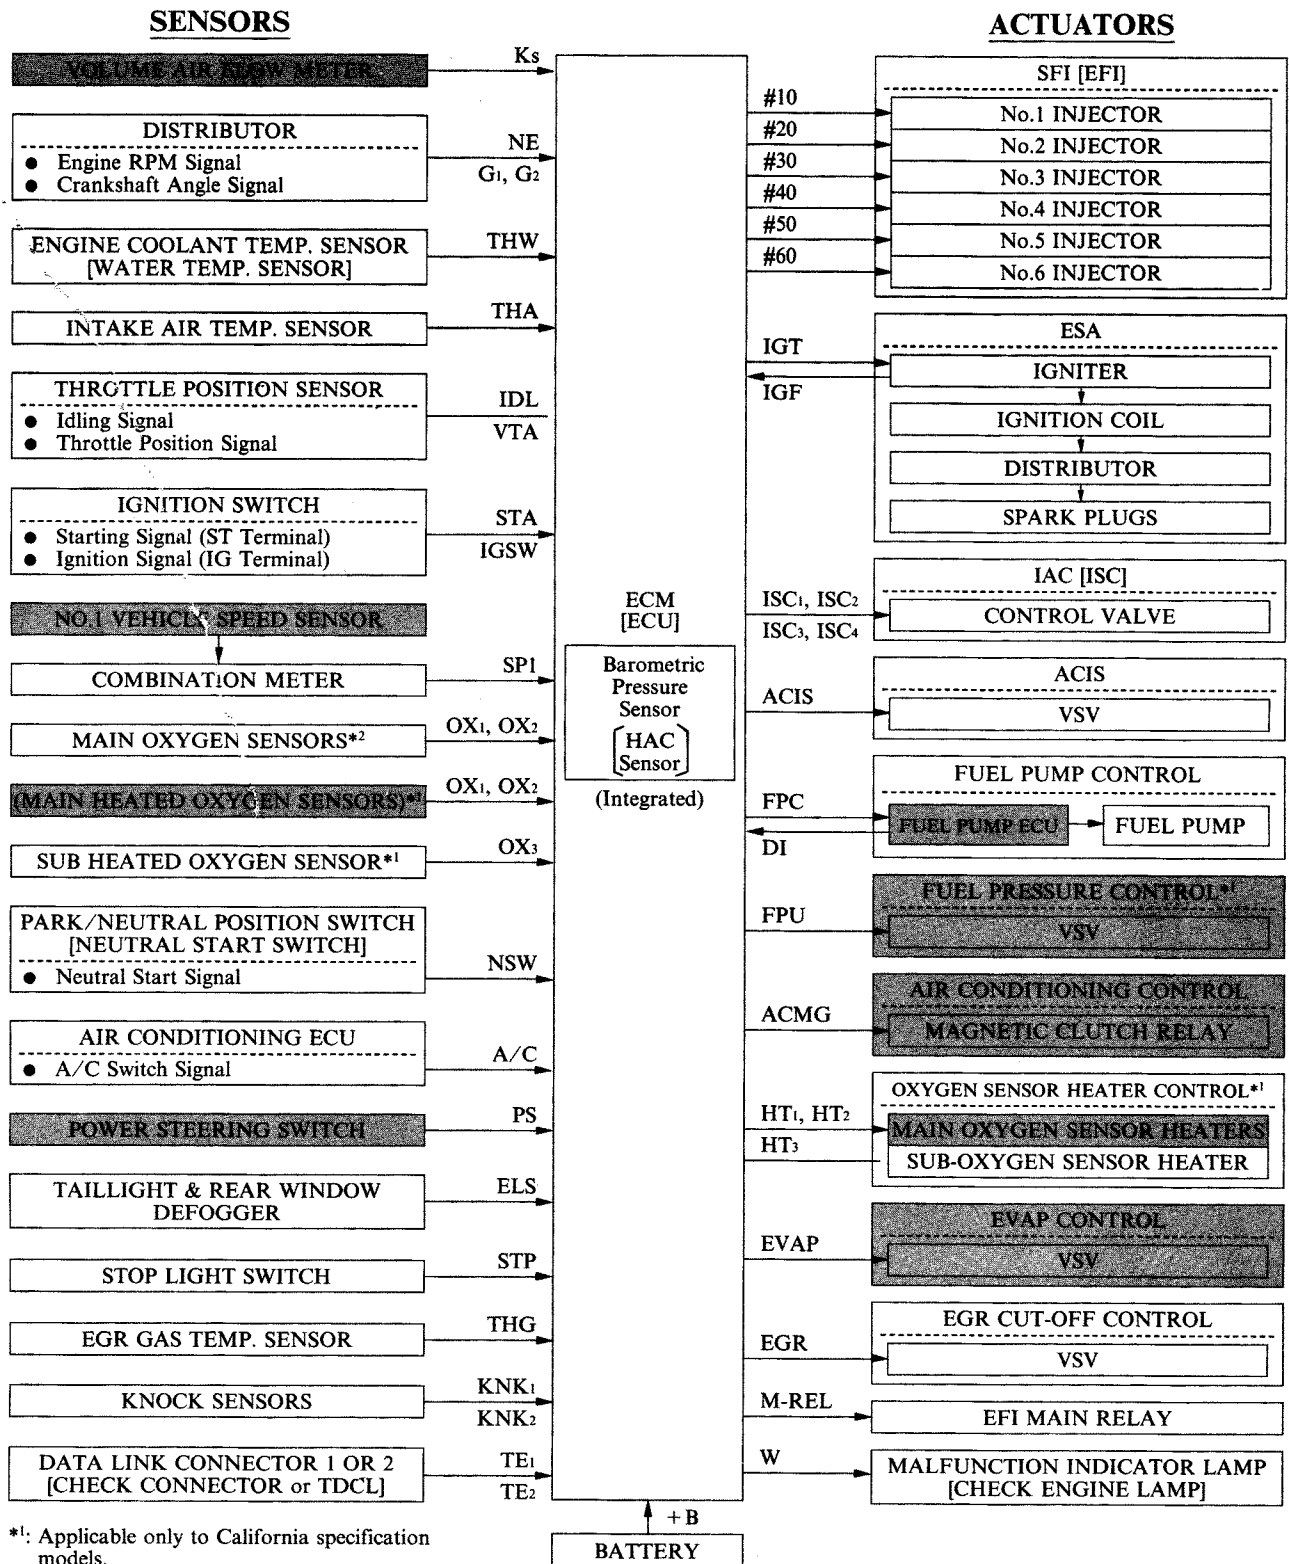 SENSORS
VOLUME AIR FLOW METER
Ks
DISTRIBUTOR
● Engine RPM Signal
● Crankshaft Angle Signal
NE
G1, G2
ENGINE COOLANT TEMP. SENSOR
[WATER TEMP. SENSOR]
THW
INTAKE AIR TEMP. SENSOR
THA
THROTTLE POSITION SENSOR
● Idling Signal
● Throttle Position Signal
IDL
VTA
IGNITION SWITCH
● Starting Signal (ST Terminal)
● Ignition Signal (IG Terminal)
STA
IGSW
NO.1 VEHICLE SPEED SENSOR
COMBINATION METER
SP1
MAIN OXYGEN SENSORS*2
OX1, OX2
(MAIN HEATED OXYGEN SENSORS)*1
OX1, OX2
SUB HEATED OXYGEN SENSOR*1
OX3
PARK/NEUTRAL POSITION SWITCH
[NEUTRAL START SWITCH]
● Neutral Start Signal
NSW
AIR CONDITIONING ECU
● A/C Switch Signal
A/C
POWER STEERING SWITCH
PS
TAILLIGHT & REAR WINDOW
DEFOGGER
ELS
STOP LIGHT SWITCH
STP
EGR GAS TEMP. SENSOR
THG
KNOCK SENSORS
KNK1
KNK2
DATA LINK CONNECTOR 1 OR 2
[CHECK CONNECTOR or TDCL]
TE1
TE2
*1: Applicable only to California specification
models.
ECM
[ECU]
Barometric
Pressure
Sensor
[HAC
Sensor]
(Integrated)
+B
BATTERY
ACTUATORS
SFI [EFI]
#10
No.1 INJECTOR
#20
No.2 INJECTOR
#30
No.3 INJECTOR
#40
No.4 INJECTOR
#50
No.5 INJECTOR
#60
No.6 INJECTOR
ESA
IGT
IGF
IGNITER
IGNITION COIL
DISTRIBUTOR
SPARK PLUGS
IAC [ISC]
ISC1, ISC2
ISC3, ISC4
CONTROL VALVE
ACIS
ACIS
VSV
FUEL PUMP CONTROL
FPC
DI
FUEL PUMP ECU
FUEL PUMP
FUEL PRESSURE CONTROL*1
FPU
VSV
AIR CONDITIONING CONTROL
ACMG
MAGNETIC CLUTCH RELAY
OXYGEN SENSOR HEATER CONTROL*1
HT1, HT2
MAIN OXYGEN SENSOR HEATERS
HT3
SUB-OXYGEN SENSOR HEATER
EVAP CONTROL
EVAP
VSV
EGR CUT-OFF CONTROL
EGR
VSV
M-REL
EFI MAIN RELAY
W
MALFUNCTION INDICATOR LAMP
[CHECK ENGINE LAMP]